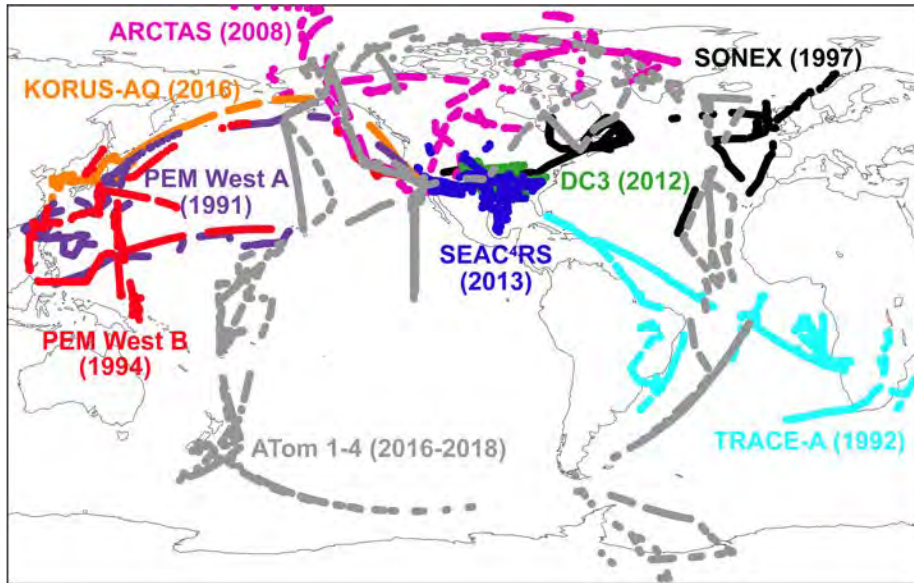 ARCTAS (2008)
SONEX (1997)
KORUS-AQ (2016)
PEM West A
(1991)
DC3 (2012)
SEAC⁴RS
(2013)
PEM West B
(1994)
ATom 1-4 (2016-2018)
TRACE-A (1992)